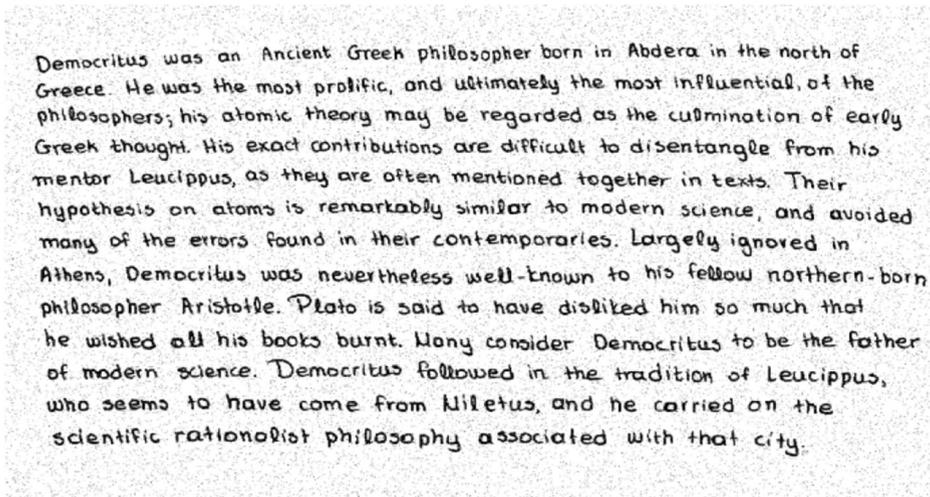 Democritus was an Ancient Greek philosopher born in Abdera in the north of
Greece. He was the most prolific, and ultimately the most influential, of the
philosophers; his atomic theory may be regarded as the culmination of early
Greek thought. His exact contributions are difficult to disentangle from his
mentor Leucippus, as they are often mentioned together in texts. Their
hypothesis on atoms is remarkably similar to modern science, and avoided
many of the errors found in their contemporaries. Largely ignored in
Athens, Democritus was nevertheless well-known to his fellow northern-born
philosopher Aristotle. Plato is said to have disliked him so much that
he wished all his books burnt. Many consider Democritus to be the father
of modern science. Democritus followed in the tradition of Leucippus,
who seems to have come from Miletus, and he carried on the
scientific rationalist philosophy associated with that city.